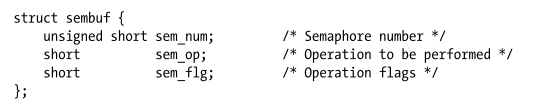 struct sembuf {
    unsigned short sem_num;        /* Semaphore number */
    short          sem_op;         /* Operation to be performed */
    short          sem_flg;        /* Operation flags */
};